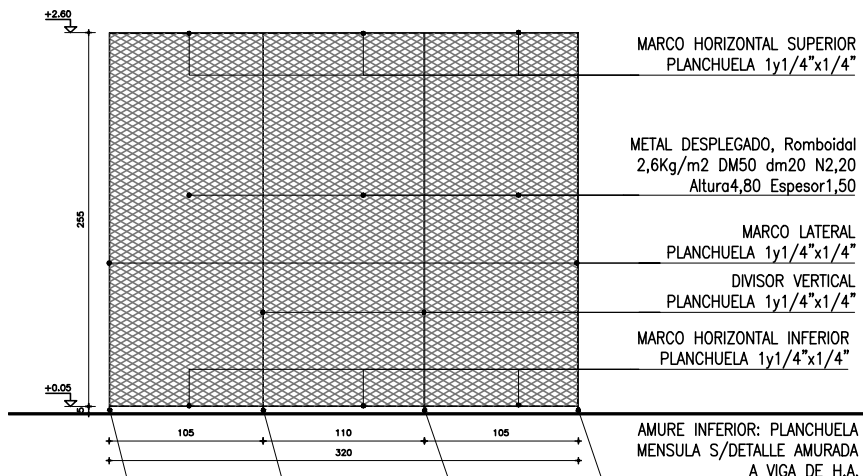 +2.60
MARCO HORIZONTAL SUPERIOR
PLANCHUELA 1y1/4"x1/4"
METAL DESPLEGADO, Romboidal
2,6Kg/m2 DM50 dm20 N2,20
Altura4,80 Espesor1,50
255
MARCO LATERAL
PLANCHUELA 1y1/4"x1/4"
DIVISOR VERTICAL
PLANCHUELA 1y1/4"x1/4"
MARCO HORIZONTAL INFERIOR
PLANCHUELA 1y1/4"x1/4"
+0.05
5
105 110 105
320
AMURE INFERIOR: PLANCHUELA
MENSULA S/DETALLE AMURADA
A VIGA DE H.A.